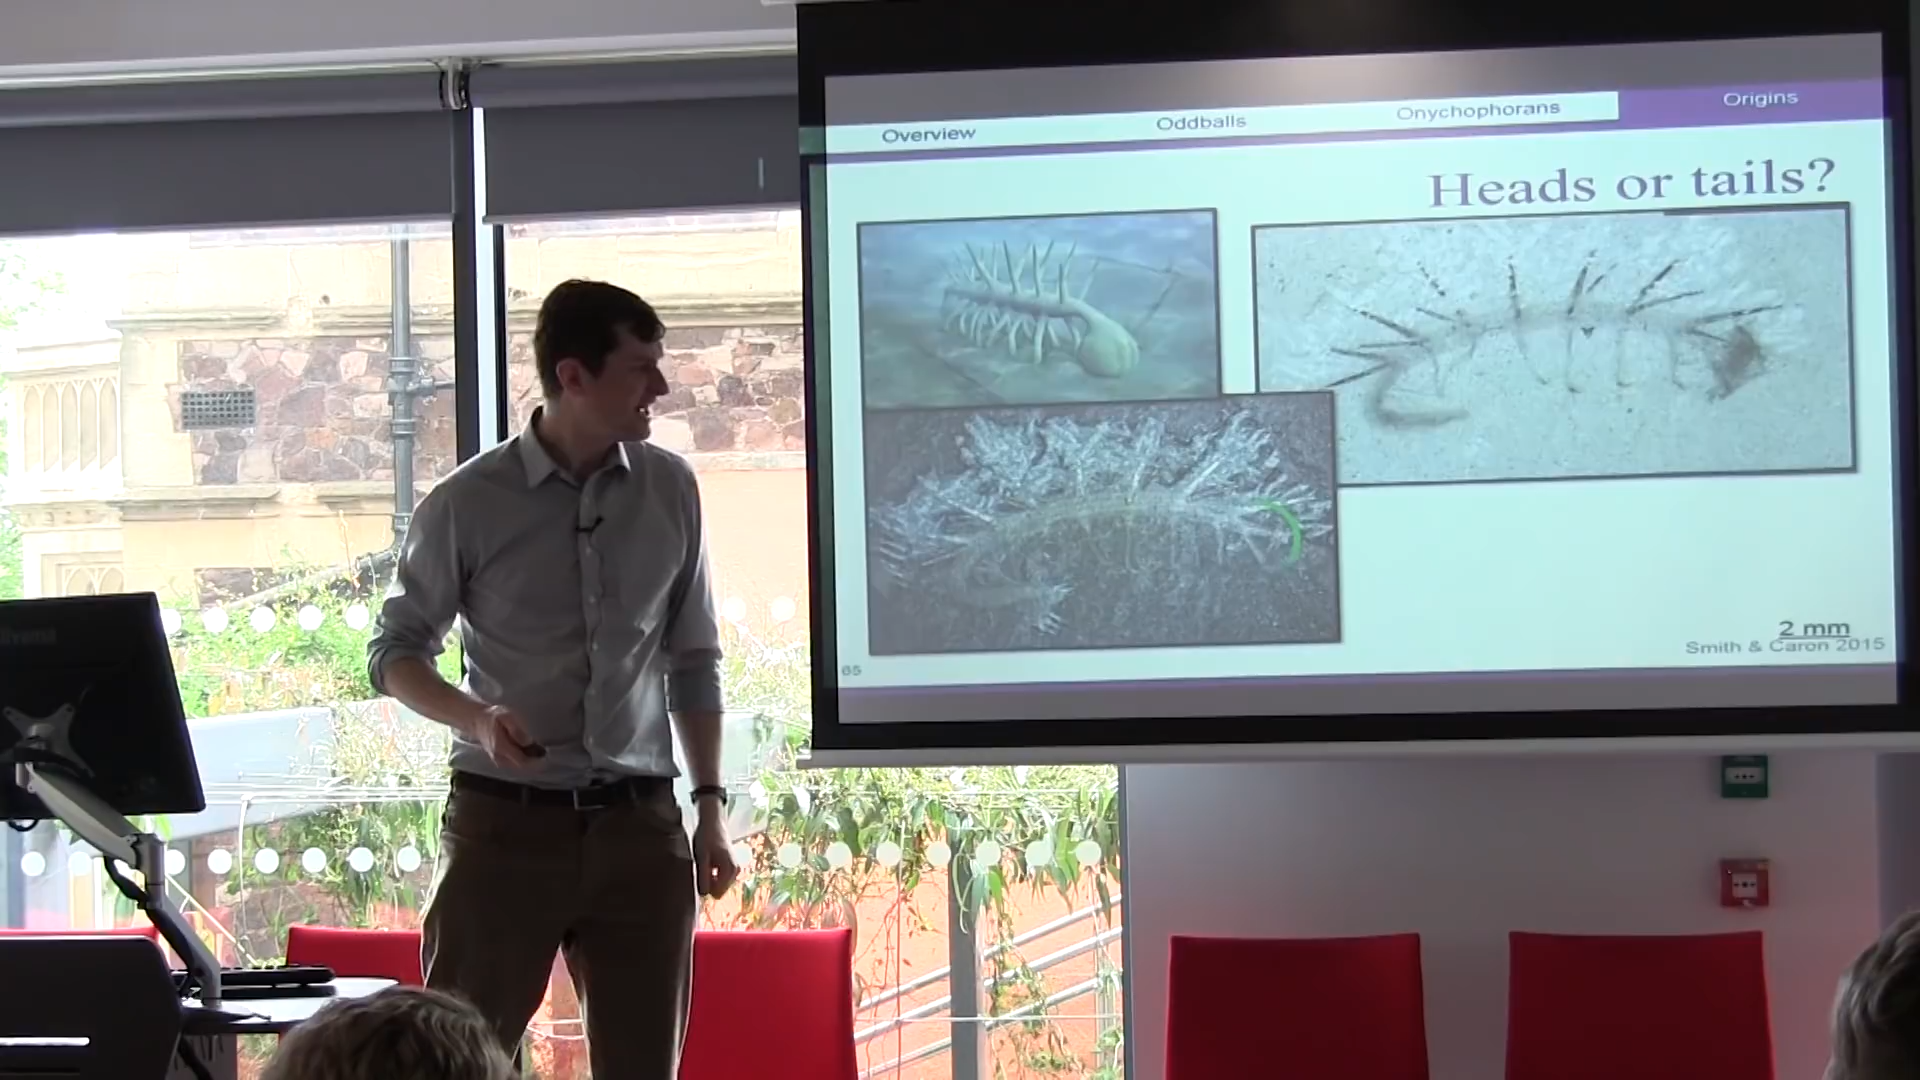 Overview
Oddballs
Onychophorans
Origins
Heads or tails?
2 mm
Smith & Caron 2015
65